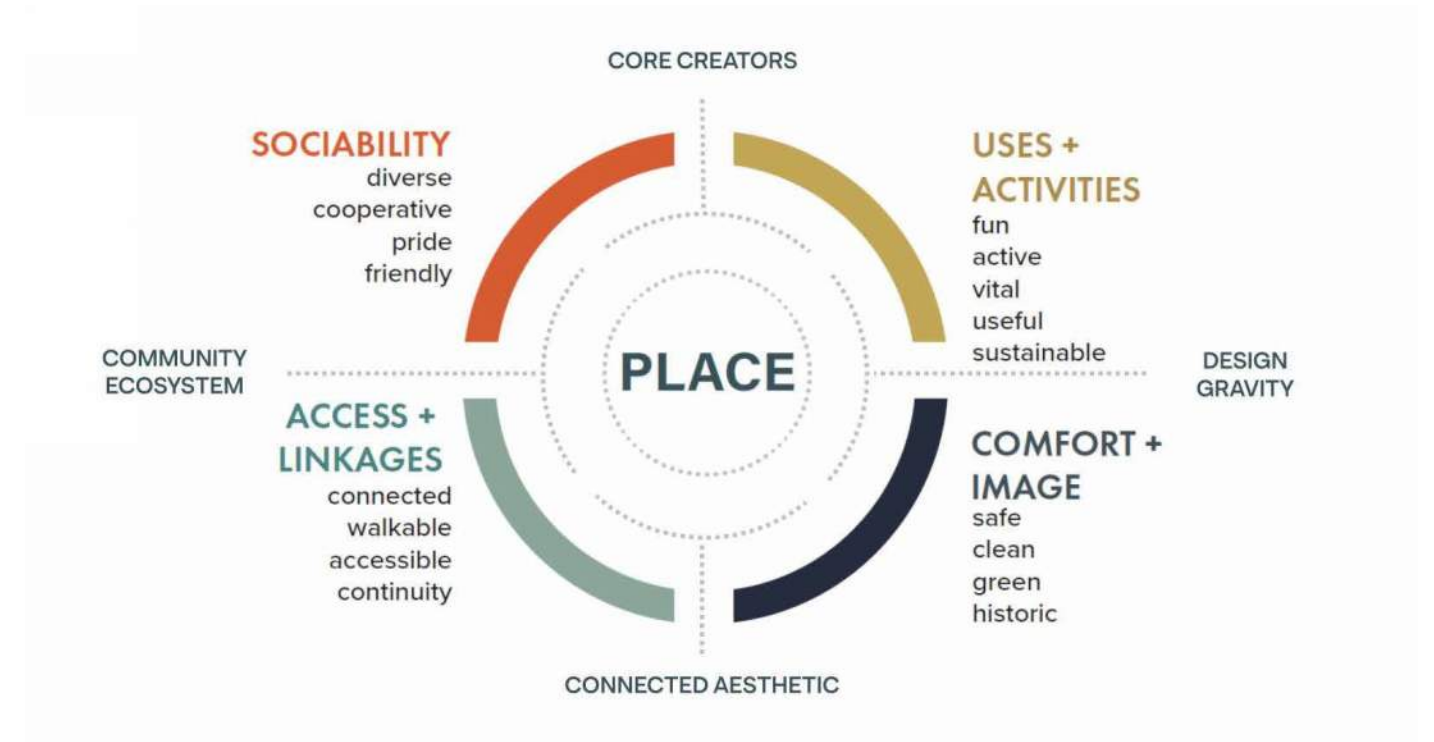 CORE CREATORS
SOCIABILITY
diverse
cooperative
pride
friendly
USES +
ACTIVITIES
fun
active
vital
useful
sustainable
COMMUNITY
ECOSYSTEM
PLACE
DESIGN
GRAVITY
ACCESS +
LINKAGES
connected
walkable
accessible
continuity
COMFORT +
IMAGE
safe
clean
green
historic
CONNECTED AESTHETIC